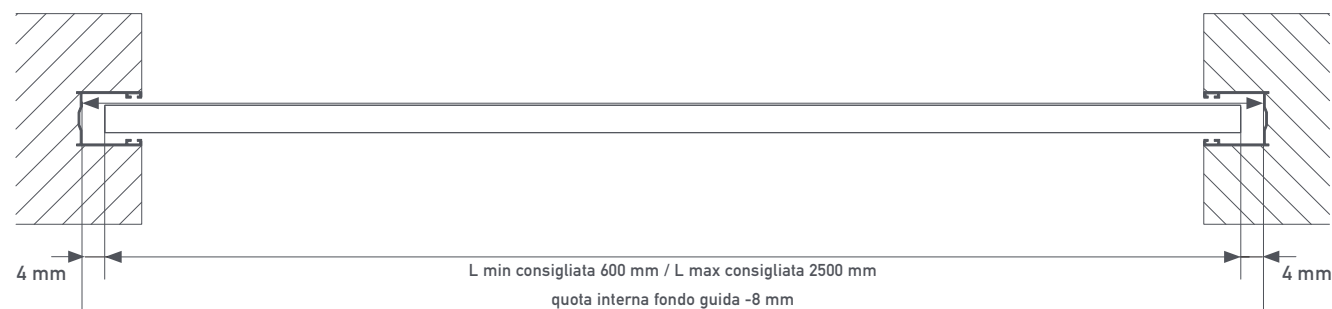 4 mm
L min consigliata 600 mm / L max consigliata 2500 mm
4 mm
quota interna fondo guida -8 mm